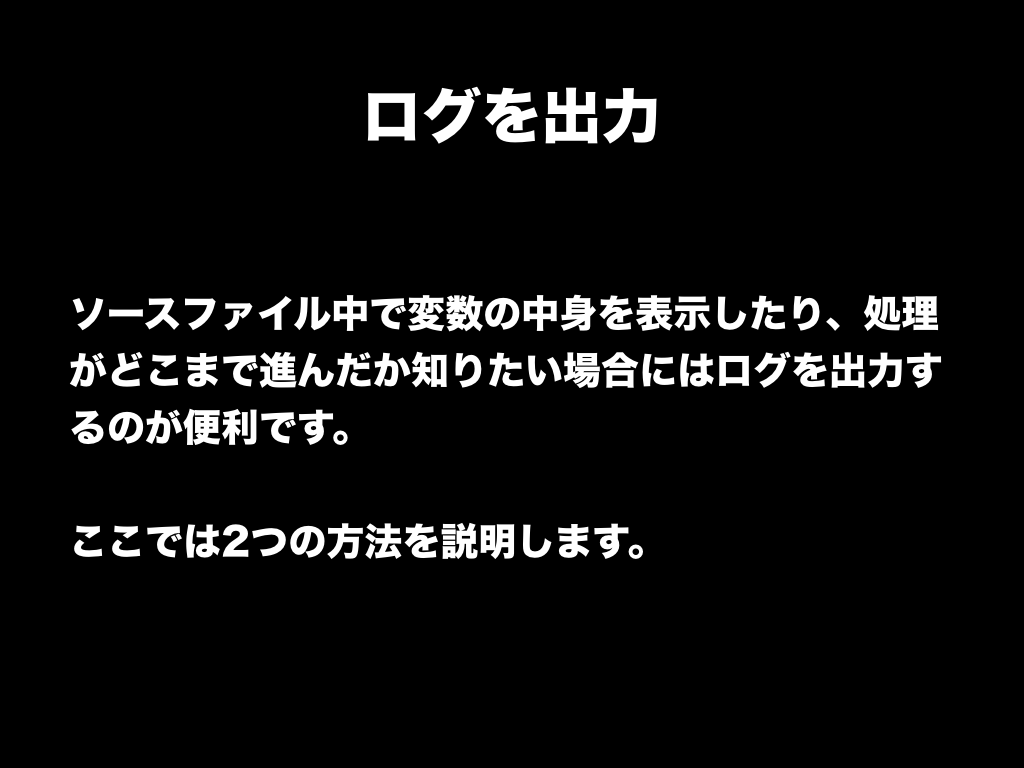 ログを出力
ソースファイル中で変数の中身を表示したり、処理
がどこまで進んだか知りたい場合にはログを出力す
るのが便利です。
ここでは2つの方法を説明します。